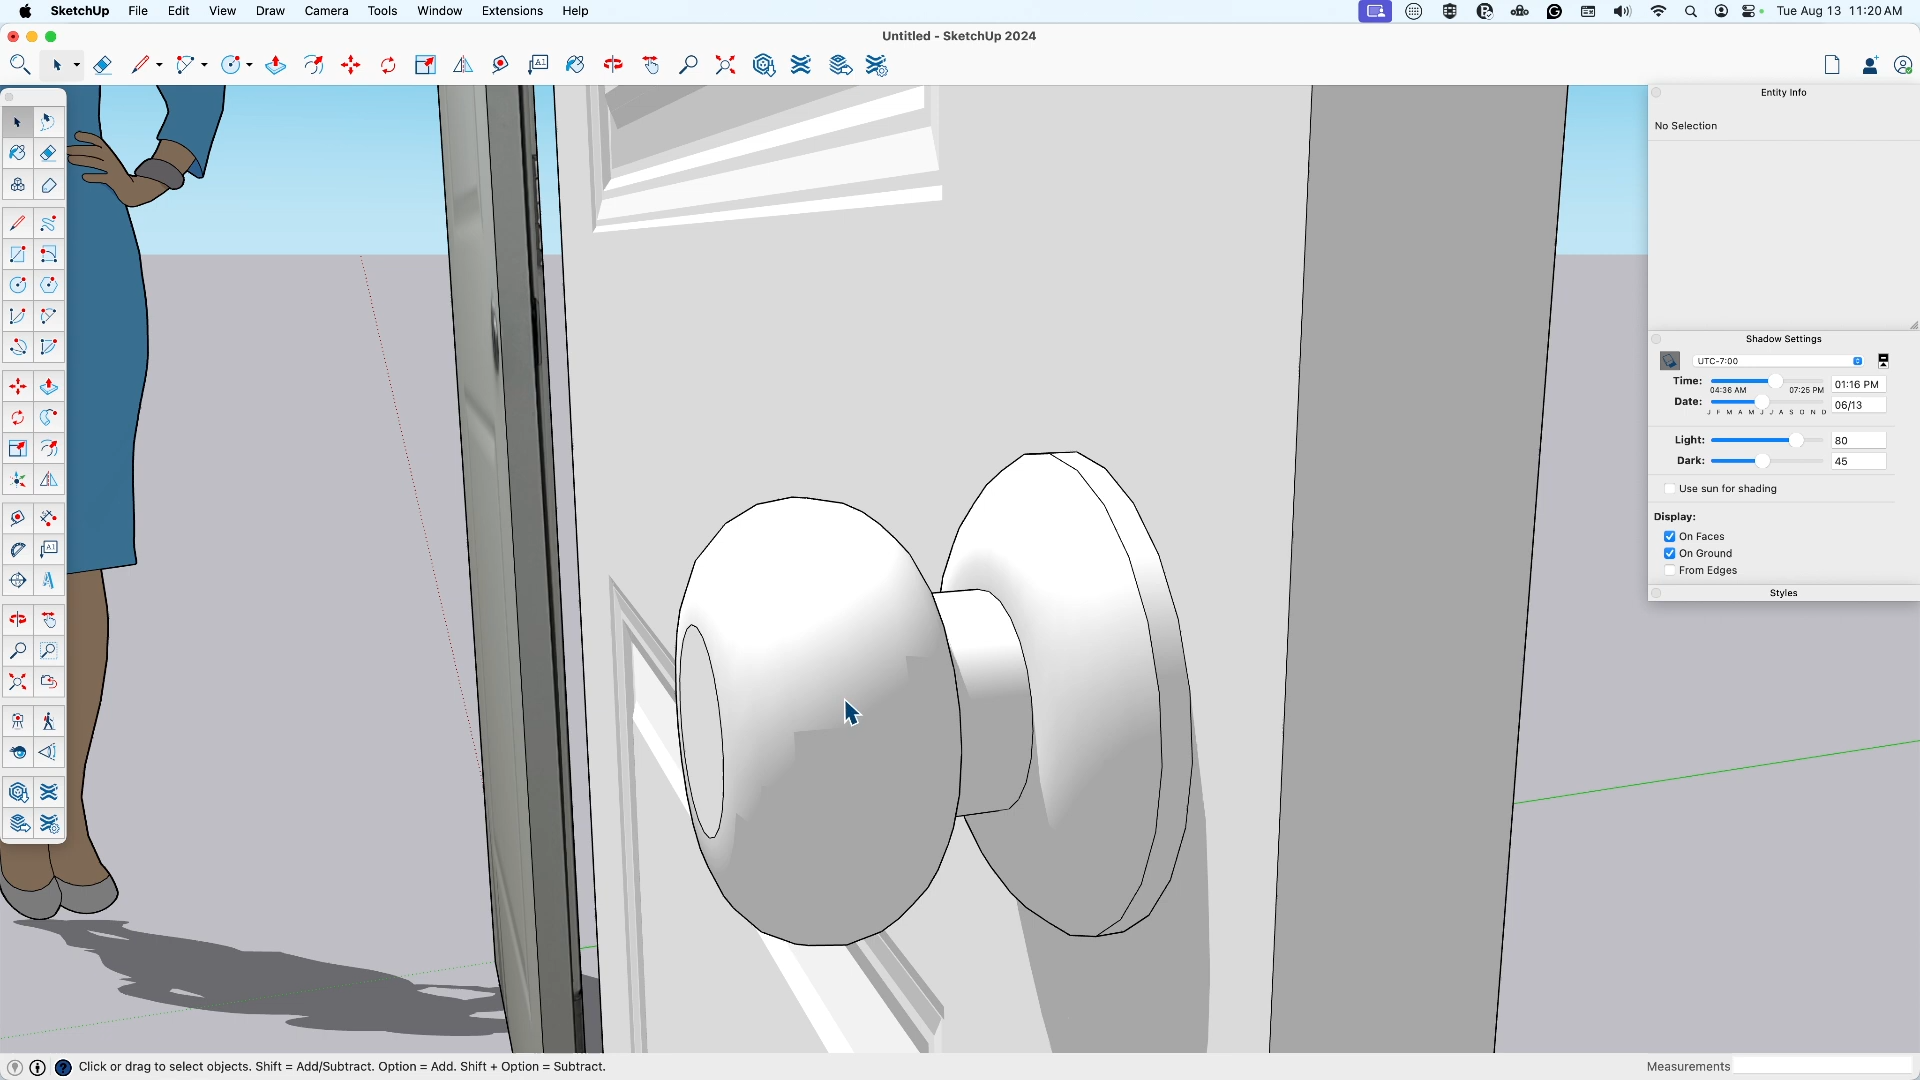 SketchUp File Edit View Draw Camera Tools Window Extensions Help
Tue Aug 13 11:20 AM
Untitled - SketchUp 2024
Entity Info
No Selection
Shadow Settings
UTC-7:00
Time: 01:16 PM
04:36 AM 07:25 PM
Date: 06/13
J F M A M J J A S O N D
Light: 80
Dark: 45
Use sun for shading
Display:
On Faces
On Ground
From Edges
Styles
Click or drag to select objects. Shift = Add/Subtract. Option = Add. Shift + Option = Subtract.
Measurements